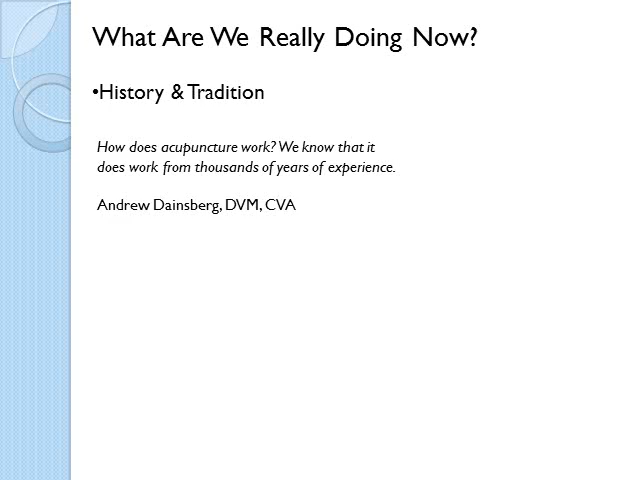 What Are We Really Doing Now?
•History & Tradition
How does acupuncture work? We know that it
does work from thousands of years of experience.
Andrew Dainsberg, DVM, CVA